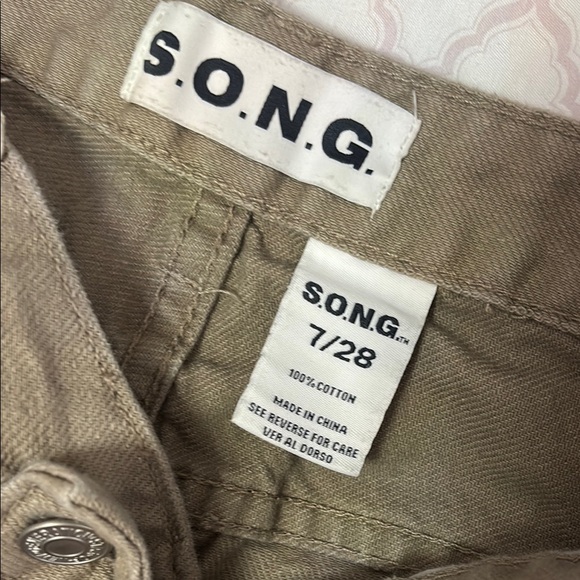 S.O.N.G.
S.O.N.G.™
7/28
100% COTTON
MADE IN CHINA
SEE REVERSE FOR CARE
VER AL DORSO